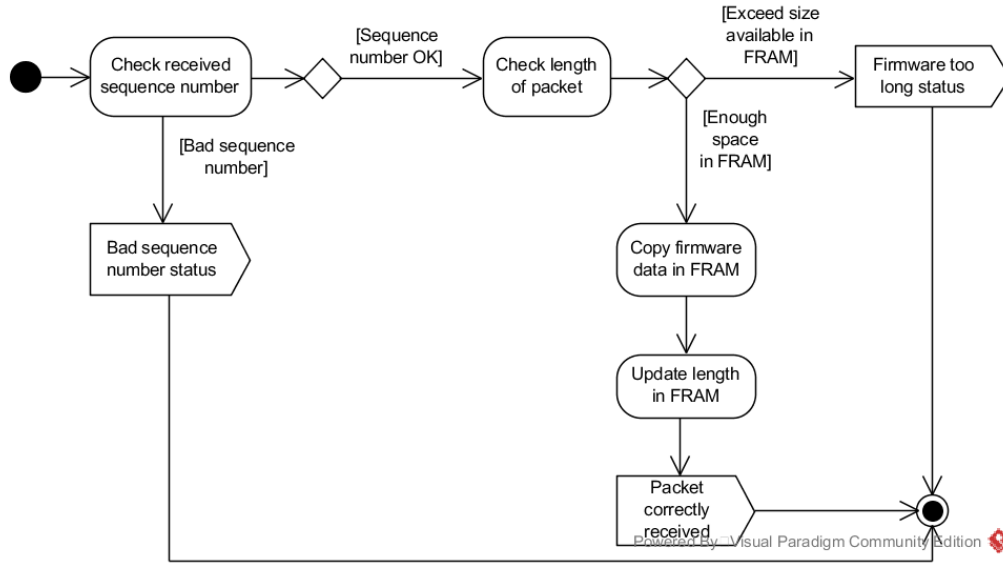 Check received
sequence number
[Sequence
number OK]
Check length
of packet
[Exceed size
available in
FRAM]
Firmware too
long status
[Bad sequence
number]
[Enough
space
in FRAM]
Bad sequence
number status
Copy firmware
data in FRAM
Update length
in FRAM
Packet
correctly
received
Powered By□Visual Paradigm Community Edition